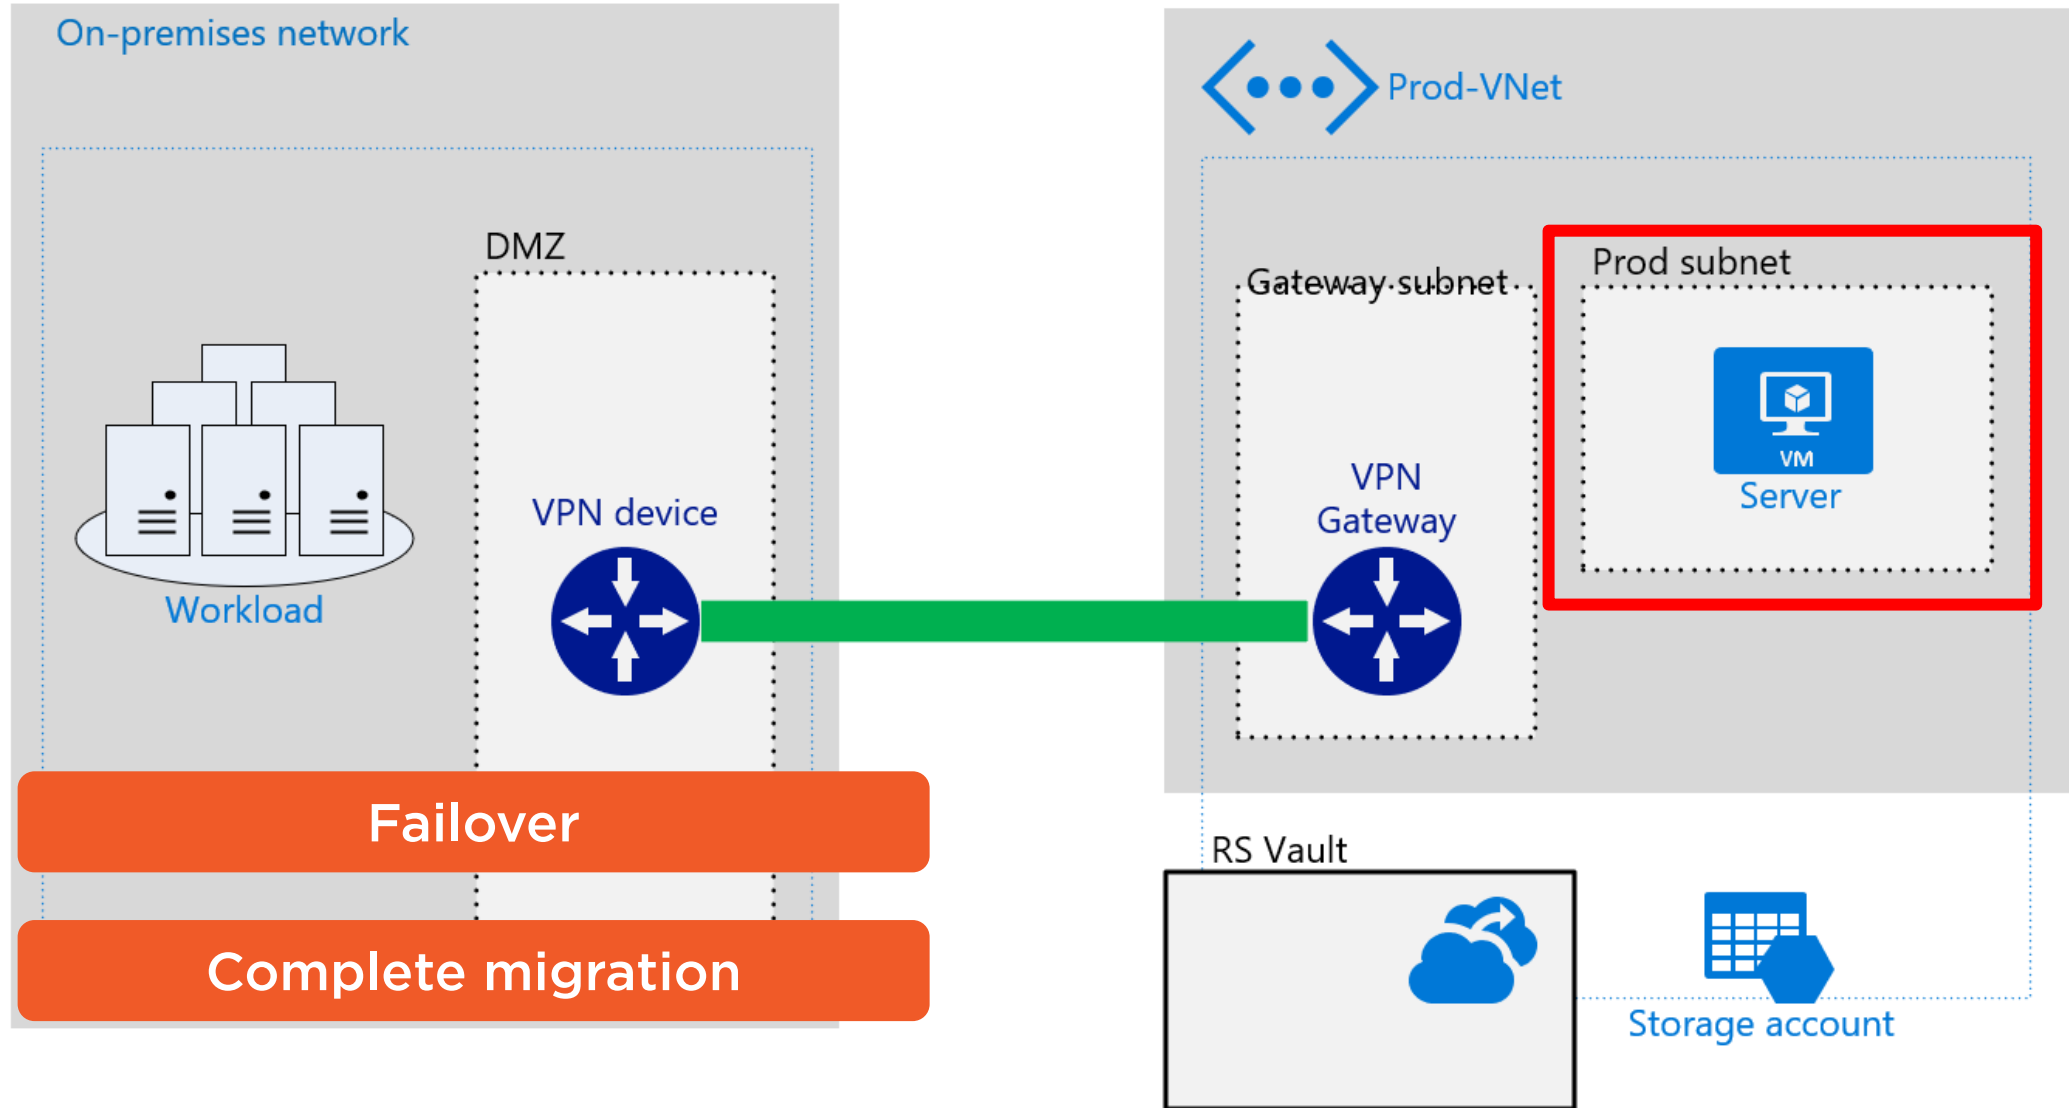 On-premises network
DMZ
VPN device
Workload
Failover
Complete migration
Prod-VNet
Gateway subnet
Prod subnet
VM
Server
VPN
Gateway
RS Vault
Storage account